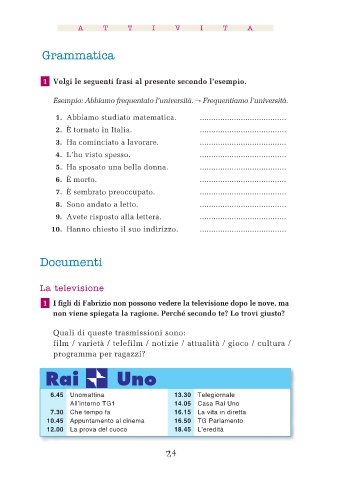 A T T I V I T A
Grammatica
1 Volgi le seguenti frasi al presente secondo l'esempio.
Esempio: Abbiamo frequentato l'università. → Frequentiamo l'università.
1. Abbiamo studiato matematica. ......................................
2. È tornato in Italia. ......................................
3. Ha cominciato a lavorare. ......................................
4. L'ho visto spesso. ......................................
5. Ha sposato una bella donna. ......................................
6. È morto. ......................................
7. È sembrato preoccupato. ......................................
8. Sono andato a letto. ......................................
9. Avete risposto alla lettera. ......................................
10. Hanno chiesto il suo indirizzo. ......................................
Documenti
La televisione
1 I figli di Fabrizio non possono vedere la televisione dopo le nove, ma
non viene spiegata la ragione. Perché secondo te? Lo trovi giusto?
Quali di queste trasmissioni sono:
film / varietà / telefilm / notizie / attualità / gioco / cultura /
programma per ragazzi?
Rai Uno
6.45 Unomattina
All'interno TG1
7.30 Che tempo fa
10.45 Appuntamento al cinema
12.00 La prova del cuoco
13.30 Telegiornale
14.05 Casa Rai Uno
16.15 La vita in diretta
16.50 TG Parlamento
18.45 L'eredità
24